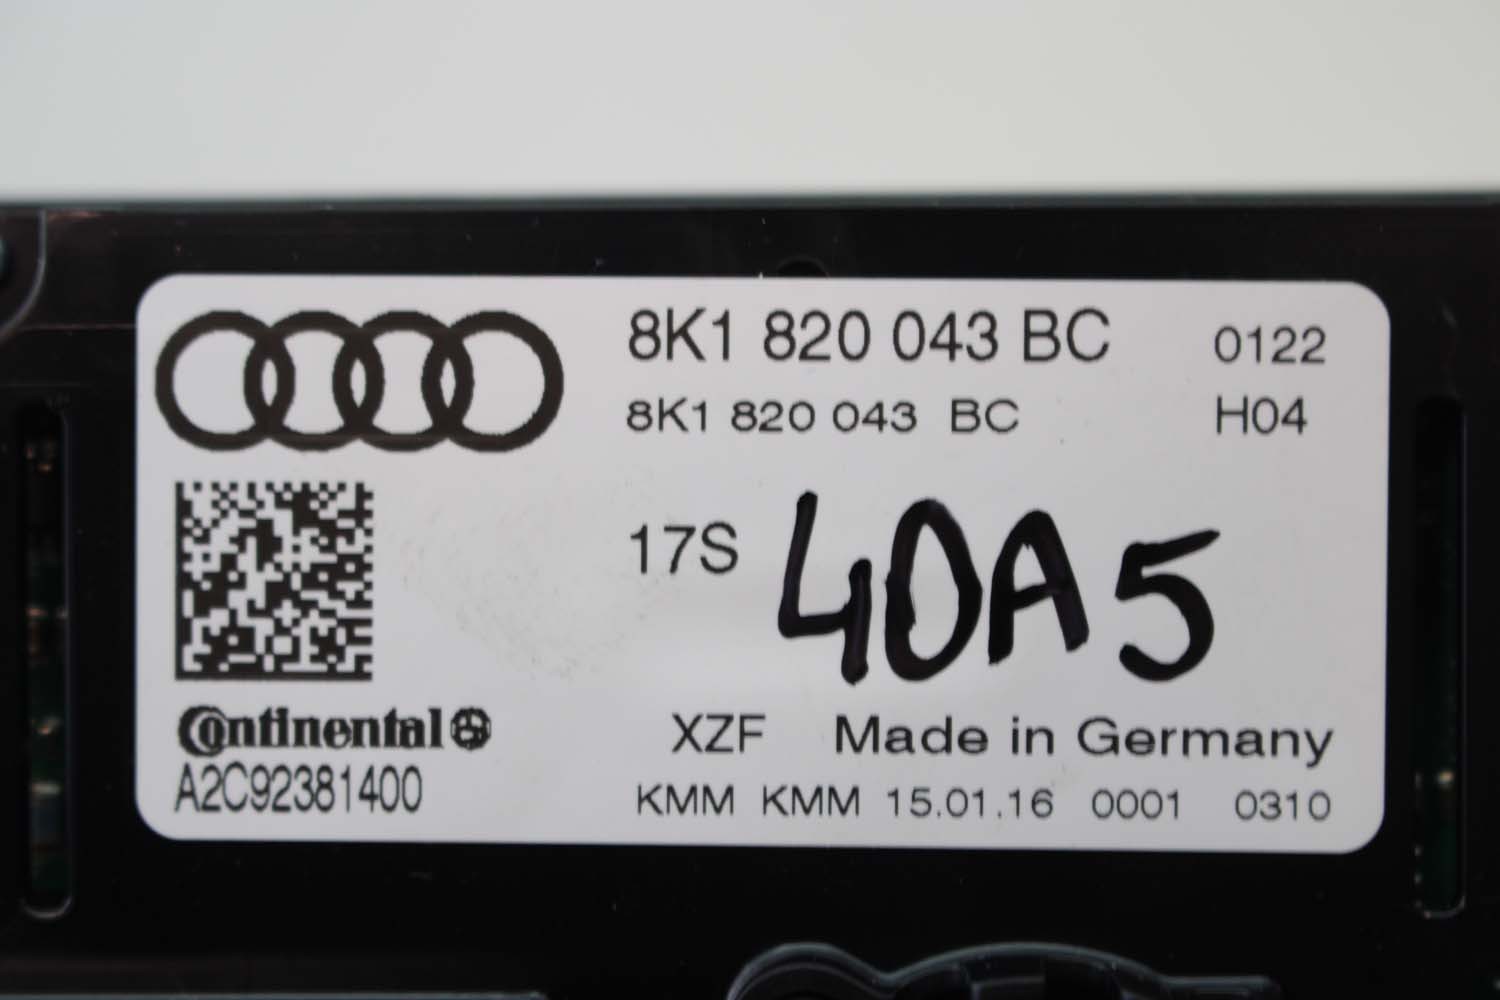 8K1 820 043 BC 0122
8K1 820 043 BC H04
17S 40A5
Continental
A2C92381400
XZF Made in Germany
KMM KMM 15.01.16 0001 0310